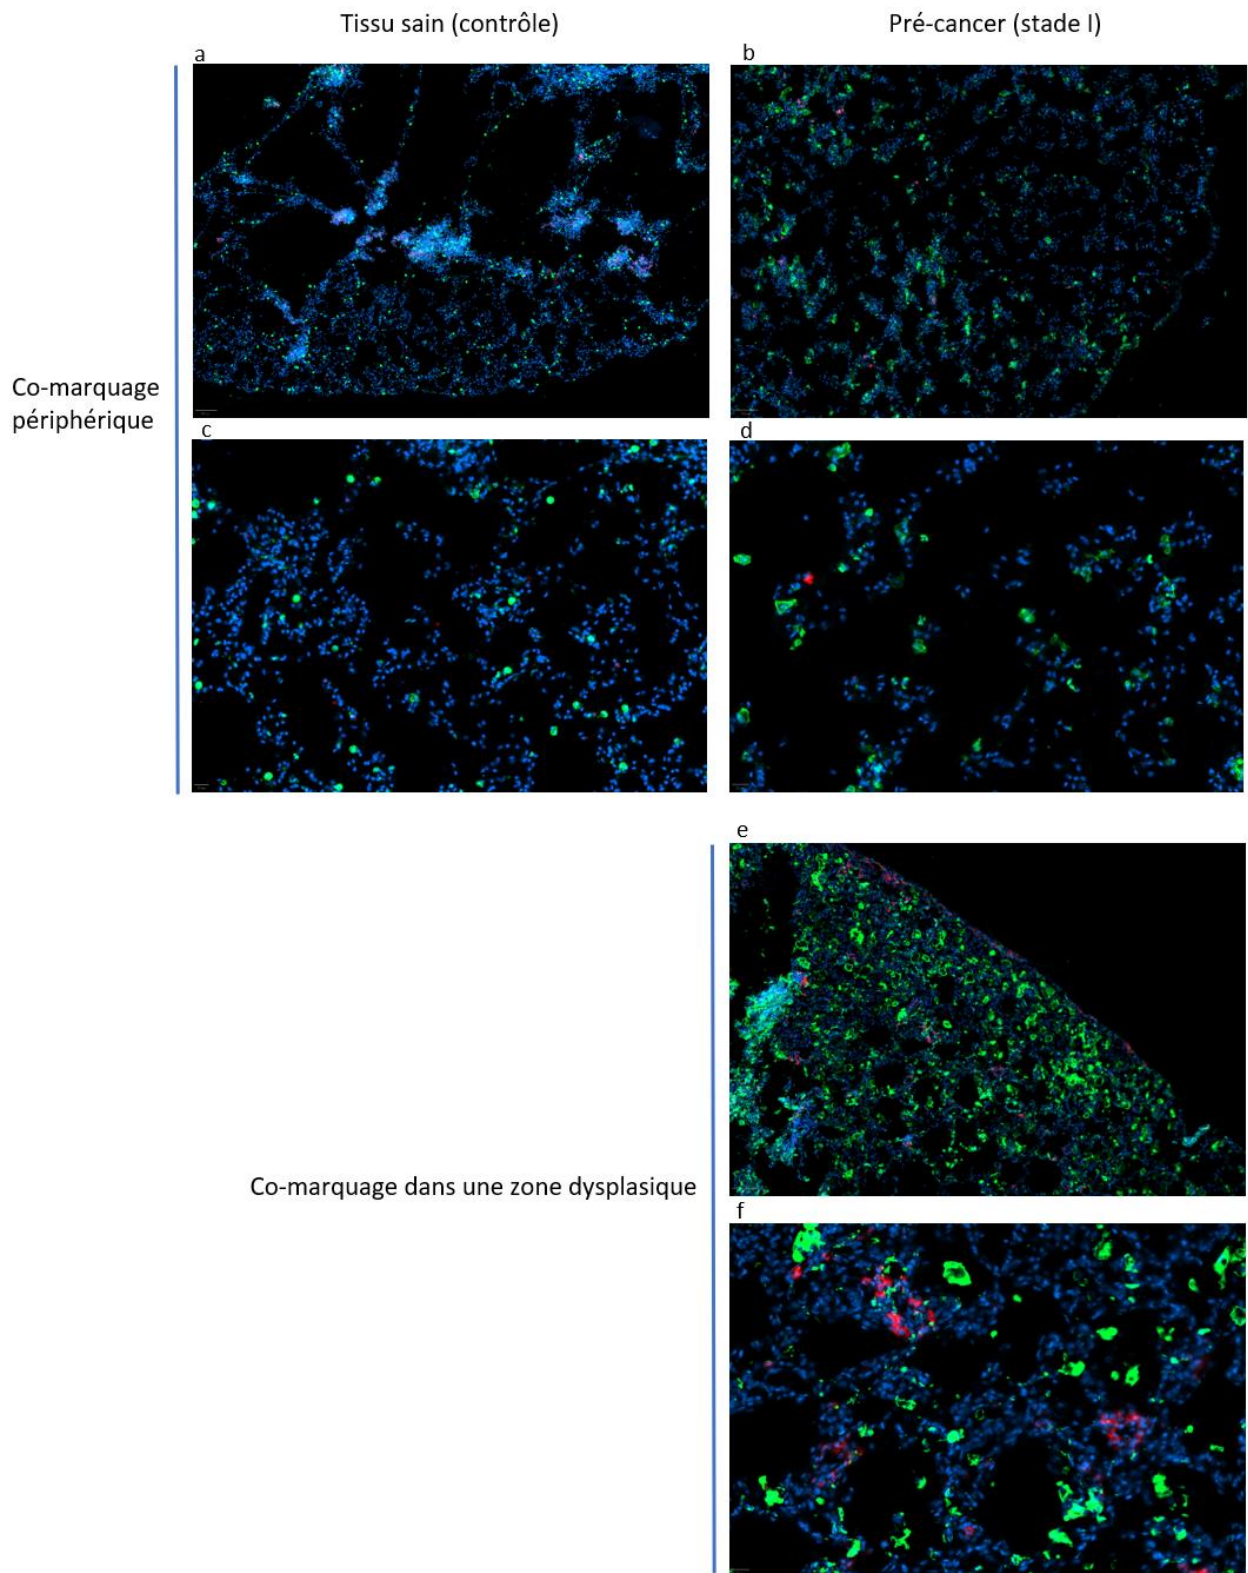 Tissu sain (contrôle)
Pré-cancer (stade I)
a
b
Co-marquage
périphérique
c
d
e
Co-marquage dans une zone dysplasique
f